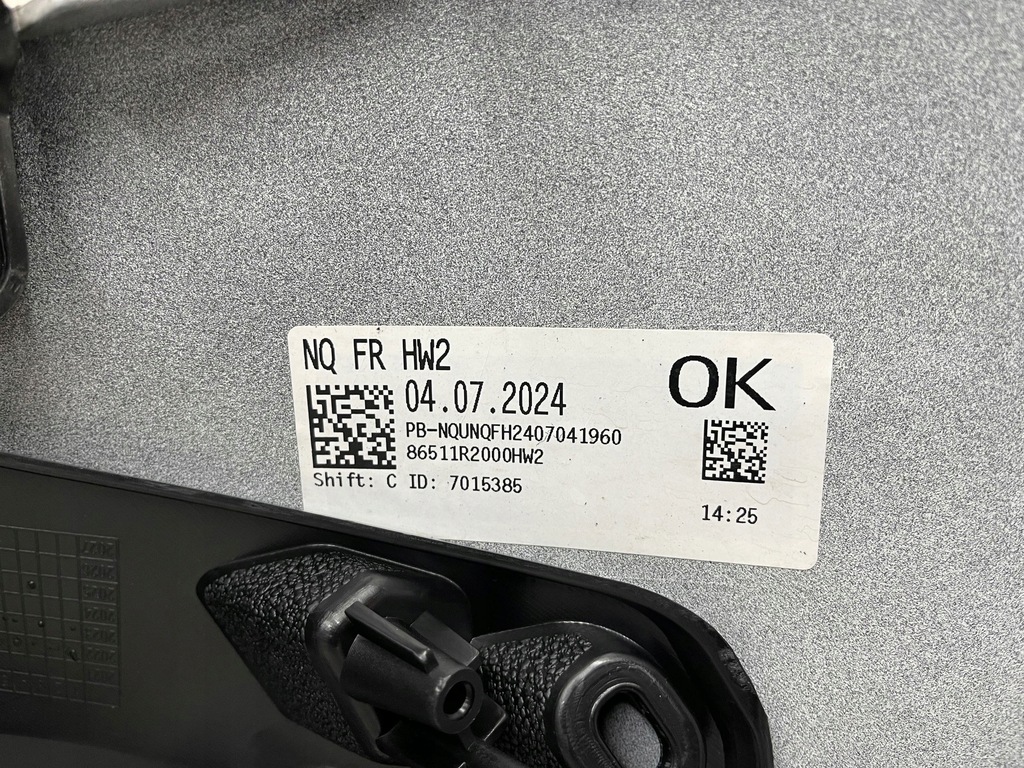 NQ FR HW2
OK
04.07.2024
PB-NQUNQFH2407041960
86511R2000HW2
Shift: C ID: 7015385
14:25